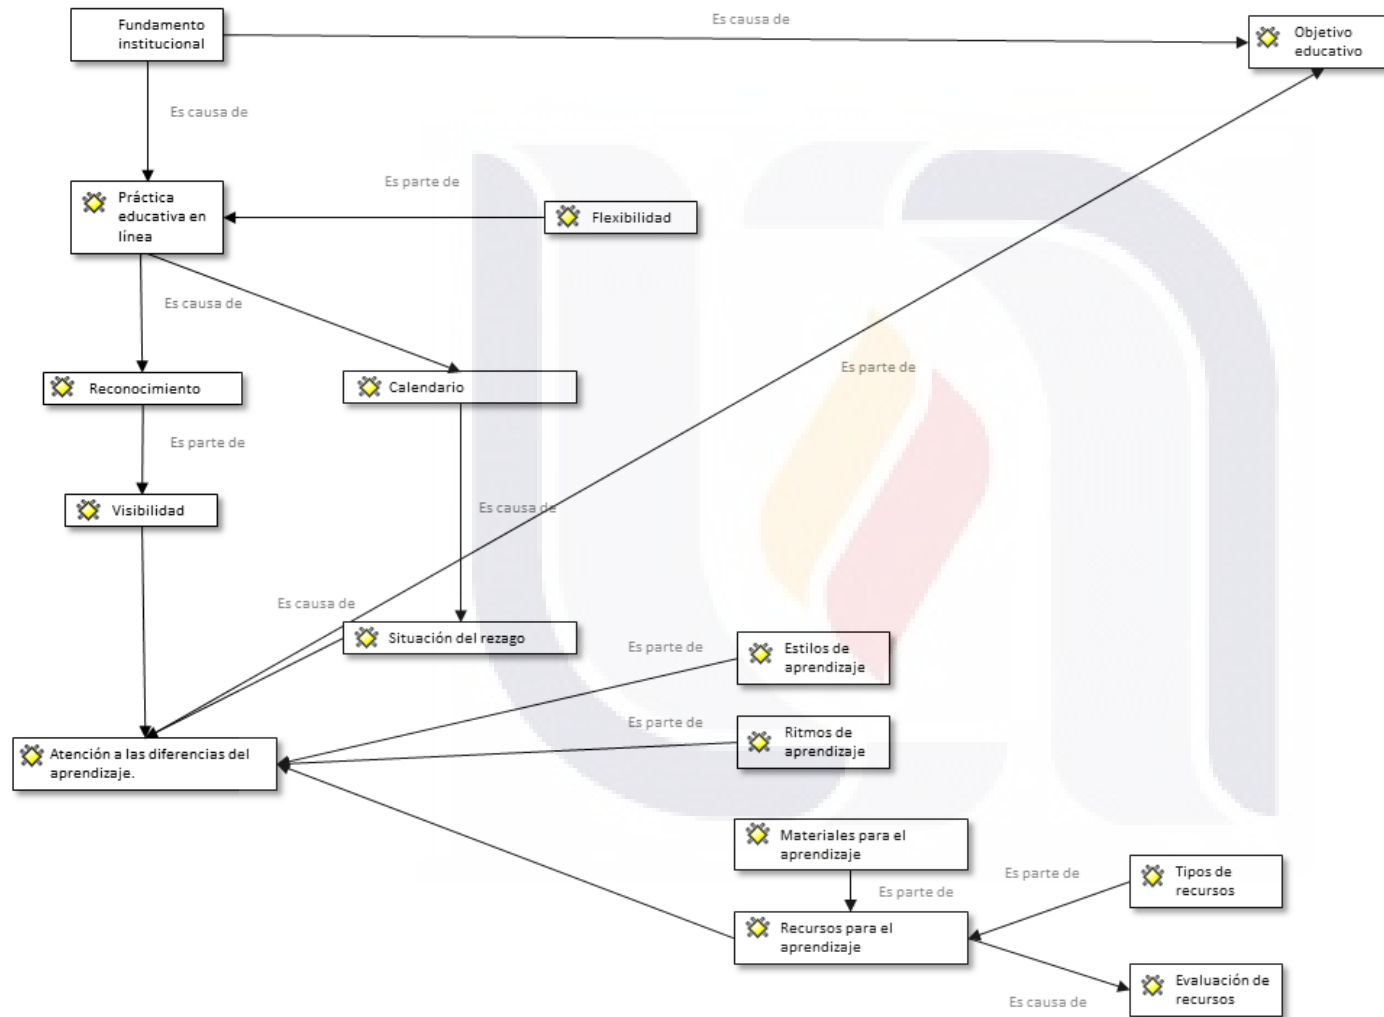 Es causa de
Fundamento
institucional
Objetivo
educativo
Es causa de
Es parte de
Práctica
educativa en
línea
Flexibilidad
Es causa de
Es parte de
Reconocimiento
Calendario
Es parte de
Visibilidad
Es causa de
Es causa de
Situación del rezago
Es parte de
Estilos de
aprendizaje
Es parte de
Ritmos de
aprendizaje
Atención a las diferencias del
aprendizaje.
Materiales para el
aprendizaje
Es parte de
Es parte de
Tipos de
recursos
Recursos para el
aprendizaje
Evaluación de
recursos
Es causa de